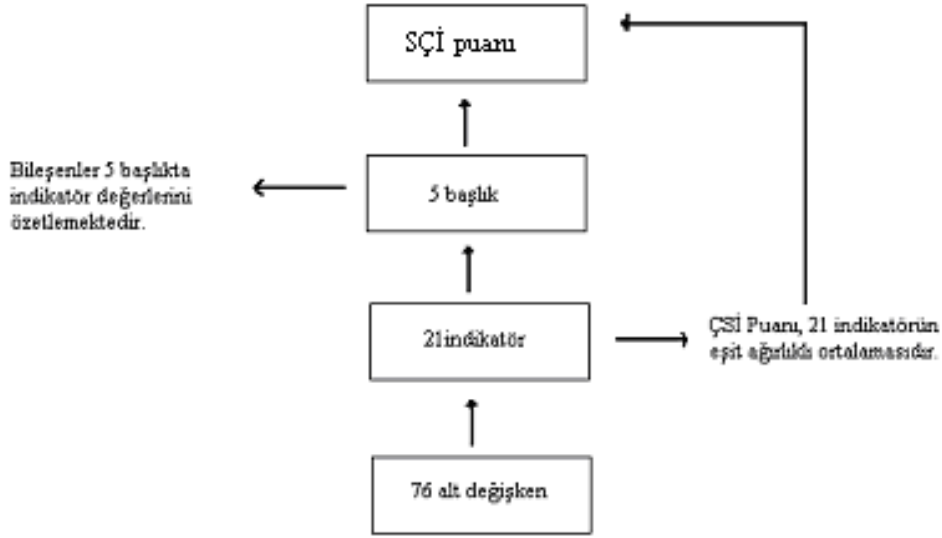 SÇİ puanı
Bileşenler 5 başlıkta
indikatör değerlerini
özetlemektedir.
5 başlık
21indikatör
ÇSİ Puanı, 21 indikatörün
eşit ağırlıklı ortalamasıdır.
76 alt değişken